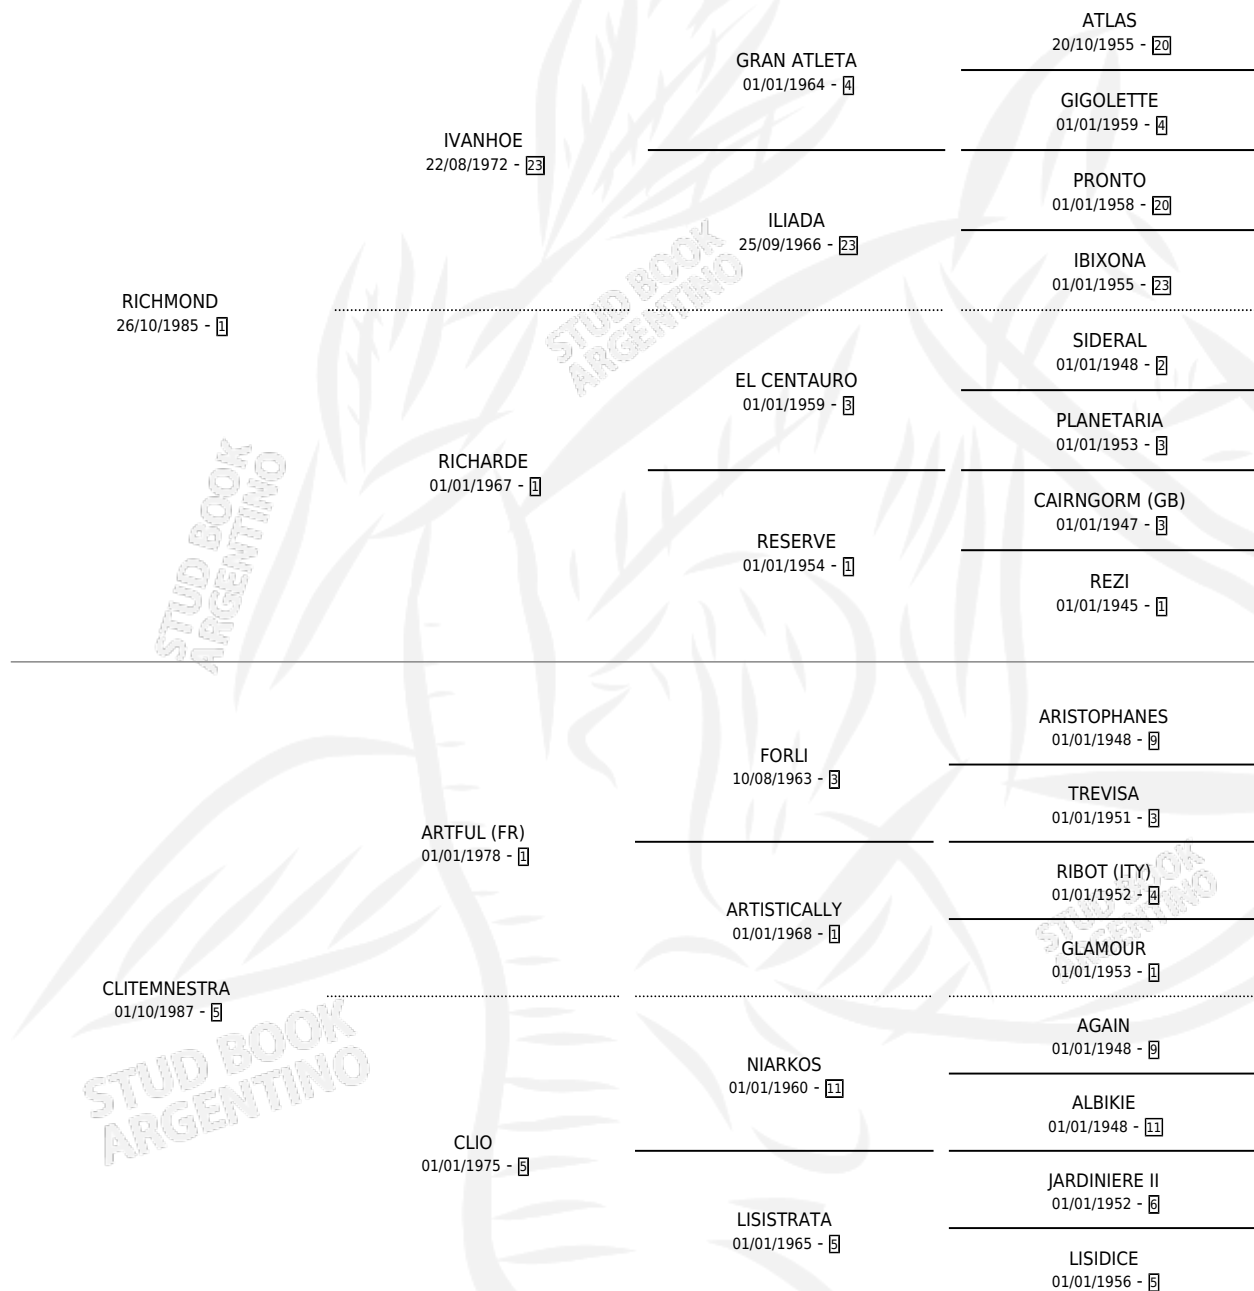 ATLAS
20/10/1955 - 20
GRAN ATLETA
01/01/1964 - 4
GIGOLETTE
01/01/1959 - 4
IVANHOE
22/08/1972 - 23
PRONTO
01/01/1958 - 20
ILIADA
25/09/1966 - 23
IBIXONA
01/01/1955 - 23
RICHMOND
26/10/1985 - 1
SIDERAL
01/01/1948 - 2
EL CENTAURO
01/01/1959 - 3
PLANETARIA
01/01/1953 - 3
RICHARDE
01/01/1967 - 1
CAIRNGORM (GB)
01/01/1947 - 3
RESERVE
01/01/1954 - 1
REZI
01/01/1945 - 1
ARISTOPHANES
01/01/1948 - 9
FORLI
10/08/1963 - 3
TREVISA
01/01/1951 - 3
ARTFUL (FR)
01/01/1978 - 1
RIBOT (ITY)
01/01/1952 - 4
ARTISTICALLY
01/01/1968 - 1
GLAMOUR
01/01/1953 - 1
CLITEMNESTRA
01/10/1987 - 5
AGAIN
01/01/1948 - 9
NIARKOS
01/01/1960 - 11
ALBIKIE
01/01/1948 - 11
CLIO
01/01/1975 - 5
JARDINIERE II
01/01/1952 - 6
LISISTRATA
01/01/1965 - 5
LISIDICE
01/01/1956 - 5
STUD BOOK
ARGENTINO
STUD BOOK
ARGENTINO
STUD BOOK
ARGENTINO
STUD BOOK
ARGENTINO